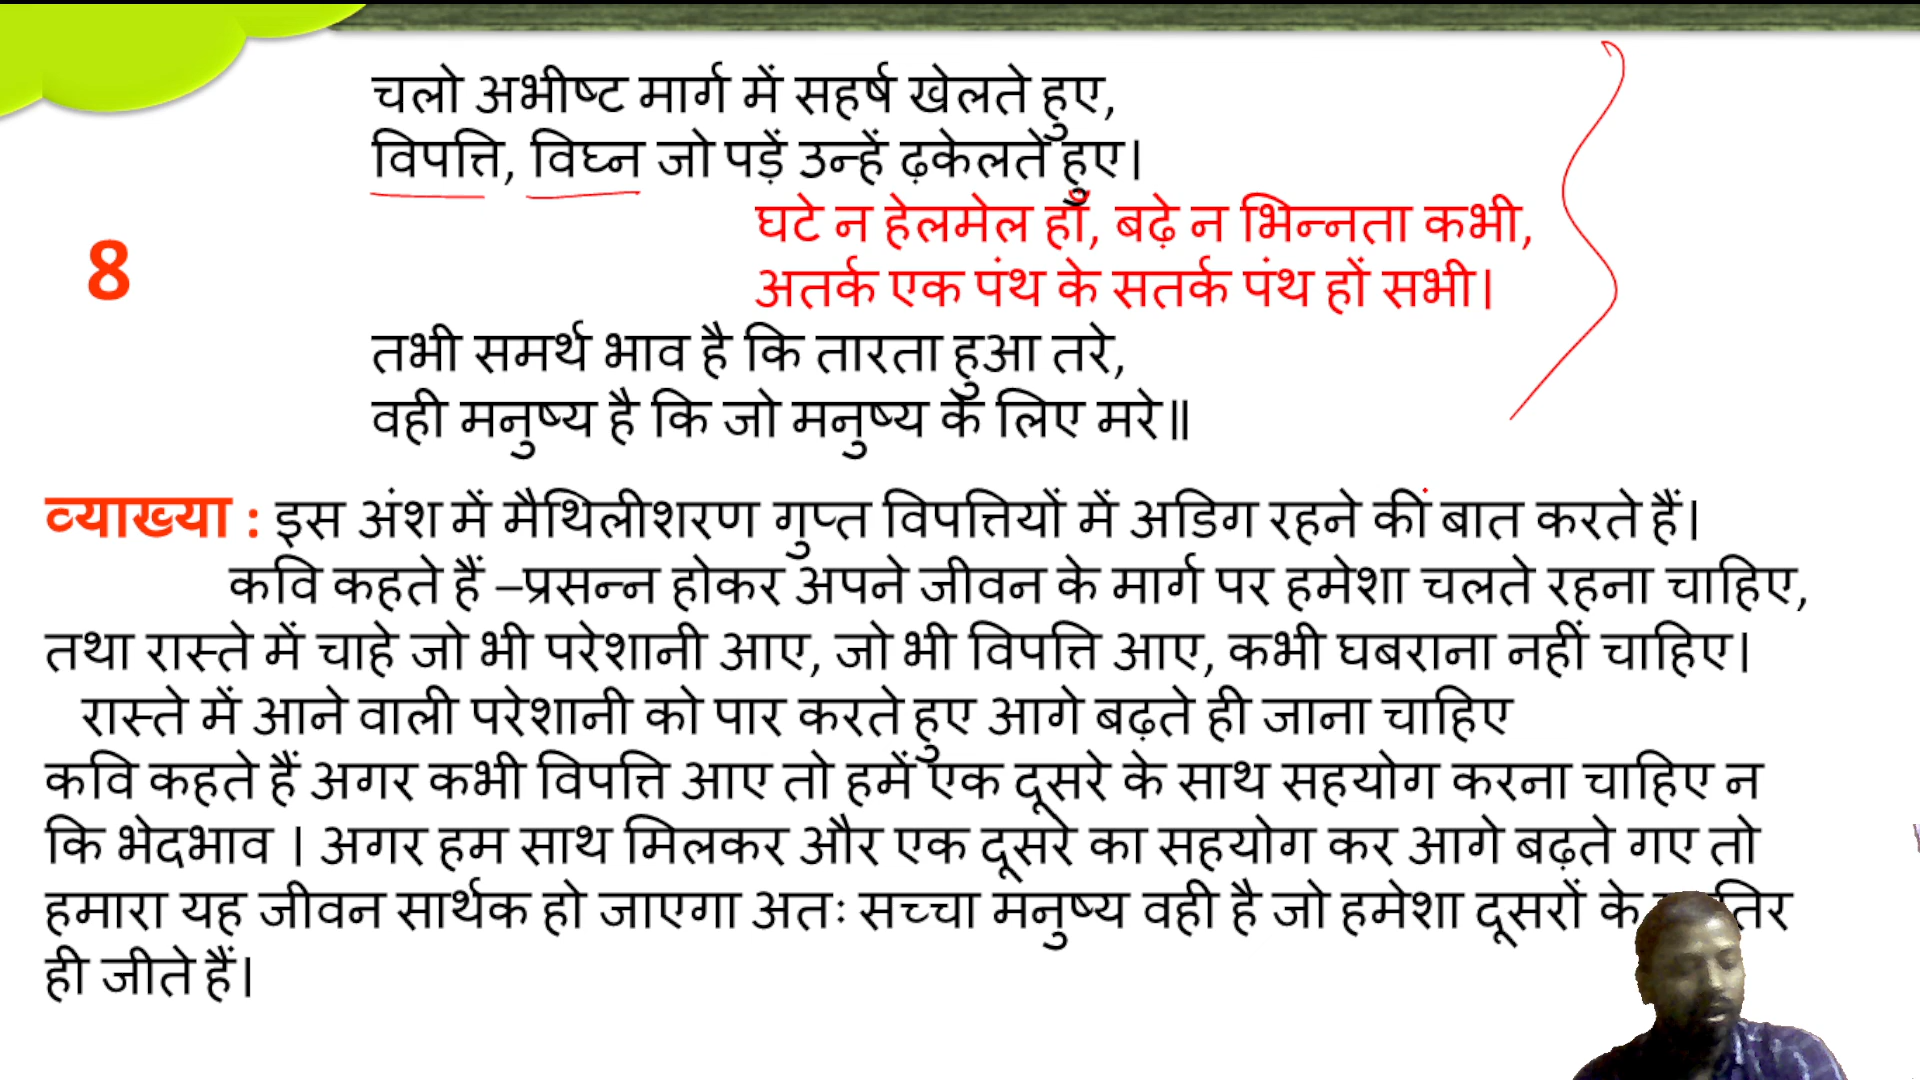 चलो अभीष्ट मार्ग में सहर्ष खेलते हुए,
विपत्ति, विघ्न जो पड़ें उन्हें ढ़केलते हुए।
घटे न हेलमेल हाँ, बढ़े न भिन्नता कभी,
अतर्क एक पंथ के सतर्क पंथ हों सभी।
8
तभी समर्थ भाव है कि तारता हुआ तरे,
वही मनुष्य है कि जो मनुष्य के लिए मरे॥
व्याख्या : इस अंश में मैथिलीशरण गुप्त विपत्तियों में अडिग रहने की बात करते हैं।
कवि कहते हैं –प्रसन्न होकर अपने जीवन के मार्ग पर हमेशा चलते रहना चाहिए,
तथा रास्ते में चाहे जो भी परेशानी आए, जो भी विपत्ति आए, कभी घबराना नहीं चाहिए।
रास्ते में आने वाली परेशानी को पार करते हुए आगे बढ़ते ही जाना चाहिए
कवि कहते हैं अगर कभी विपत्ति आए तो हमें एक दूसरे के साथ सहयोग करना चाहिए न
कि भेदभाव । अगर हम साथ मिलकर और एक दूसरे का सहयोग कर आगे बढ़ते गए तो
हमारा यह जीवन सार्थक हो जाएगा अतः सच्चा मनुष्य वही है जो हमेशा दूसरों के
ही जीते हैं।